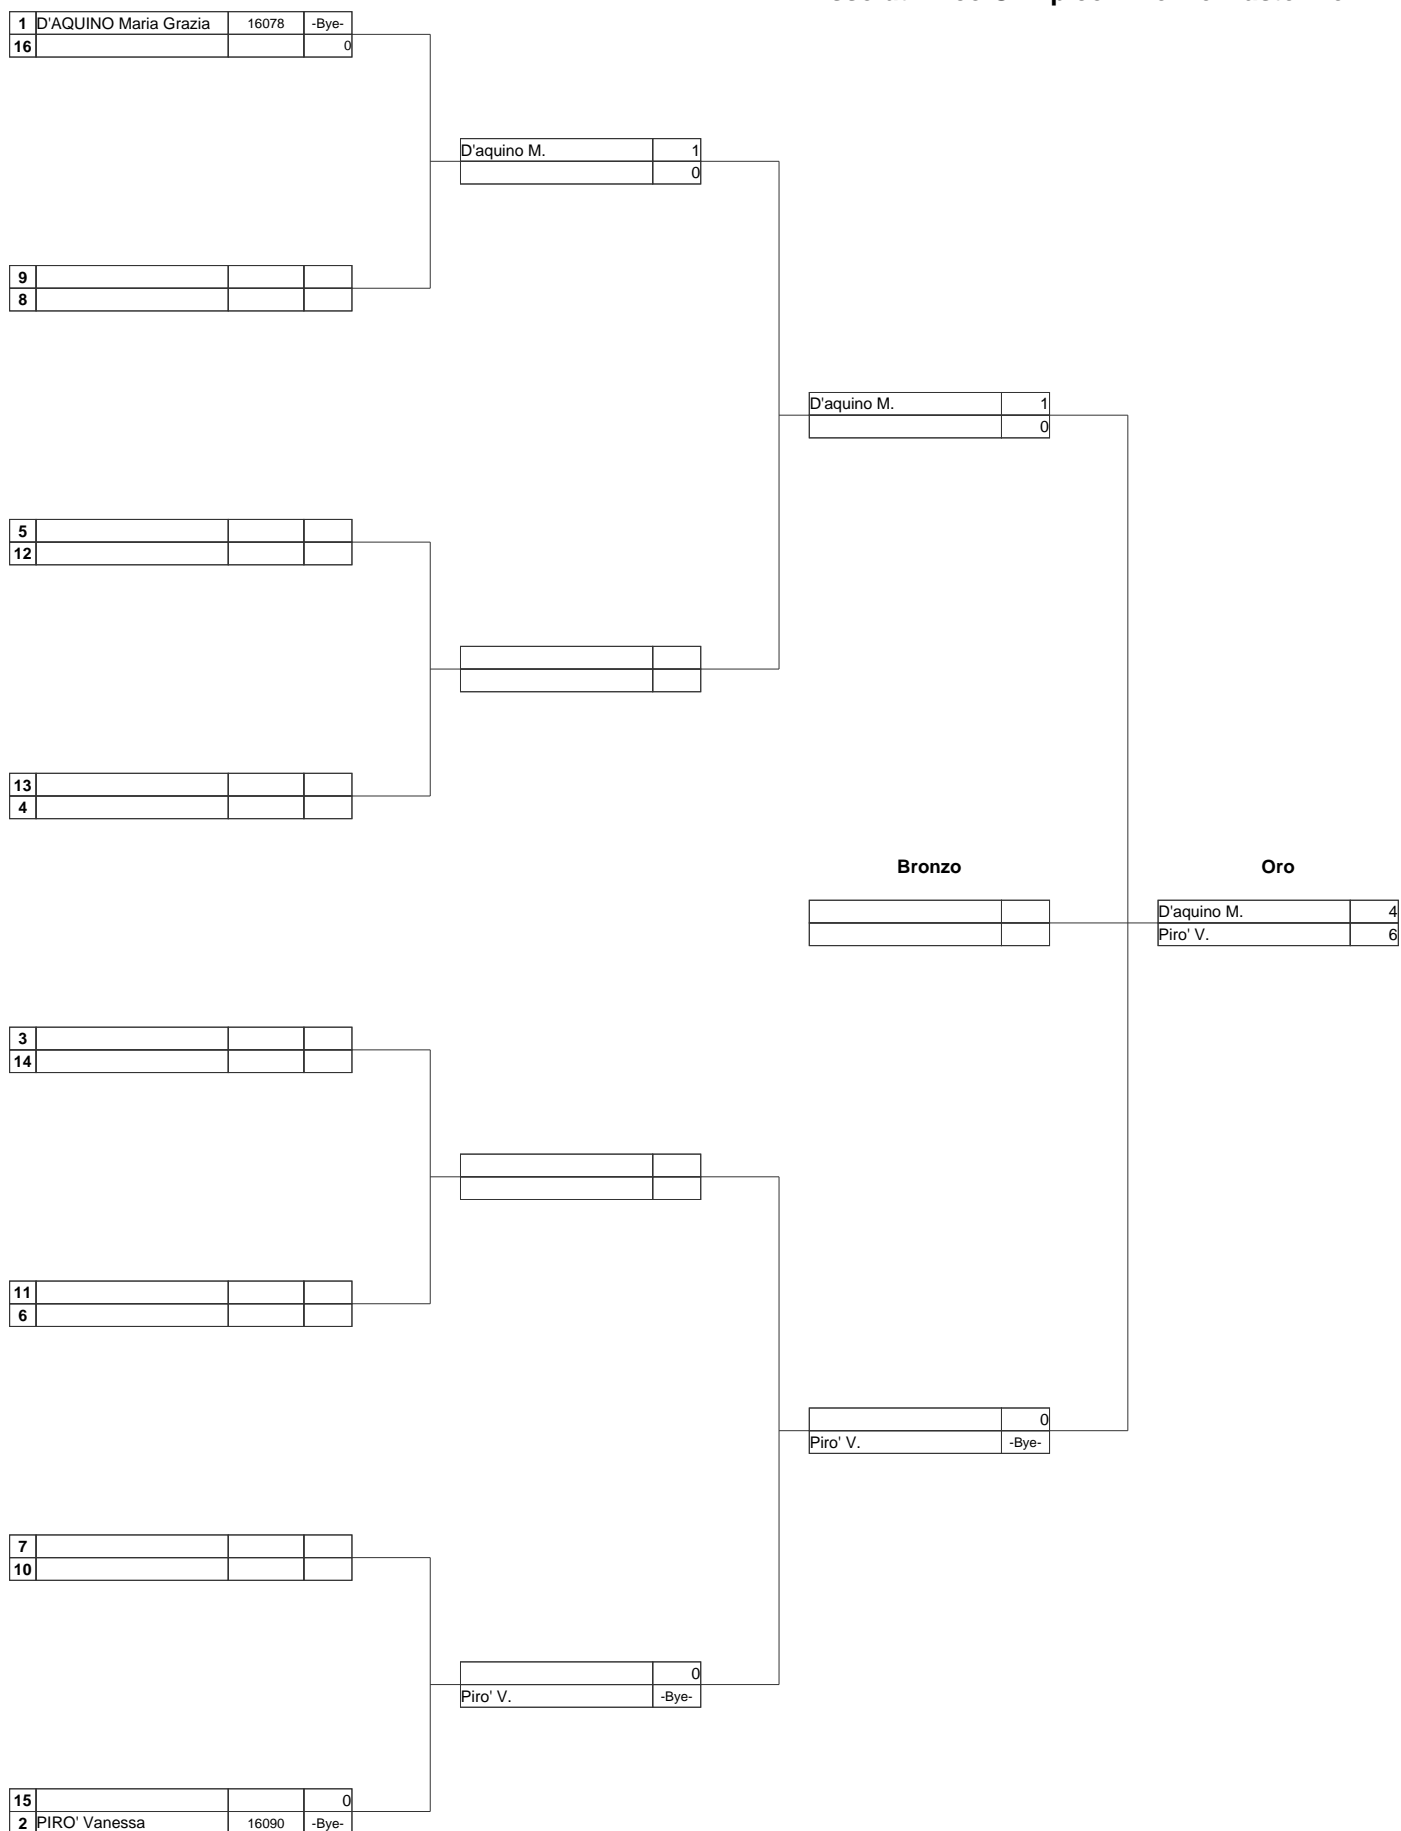 1 D'AQUINO Maria Grazia 16078 -Bye-
16 0
D'aquino M. 1
0
9
8
D'aquino M. 1
0
5
12
13
4
Bronzo Oro
D'aquino M. 4
Piro' V. 6
3
14
11
6
0
Piro' V. -Bye-
7
10
0
Piro' V. -Bye-
15 0
2 PIRO' Vanessa 16090 -Bye-